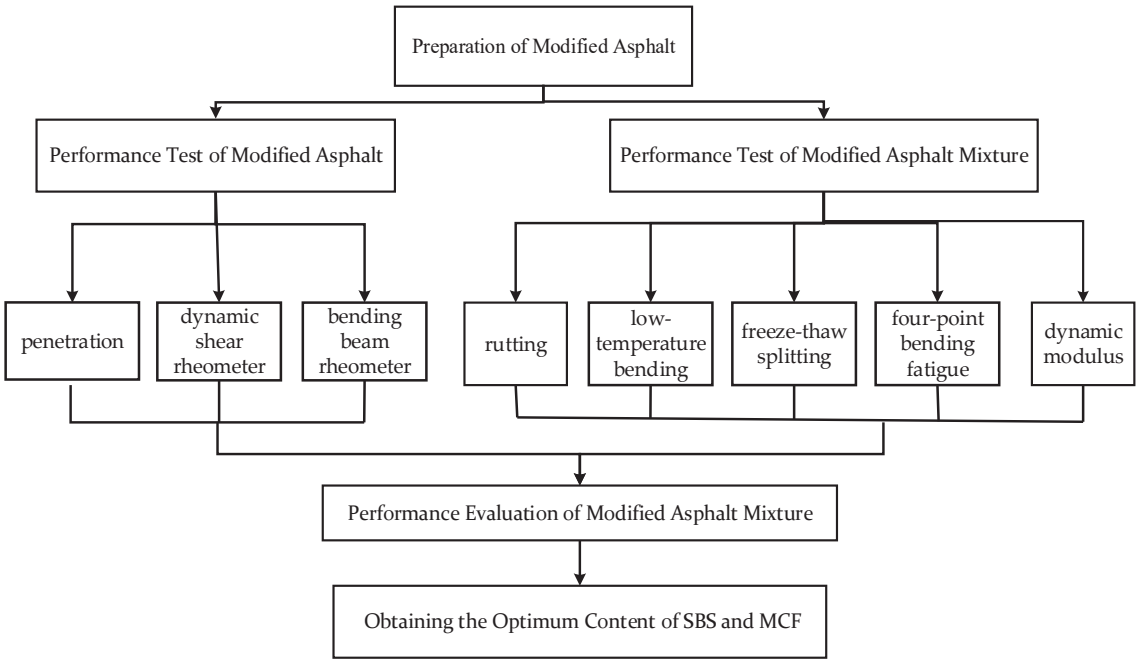 Preparation of Modified Asphalt
Performance Test of Modified Asphalt
Performance Test of Modified Asphalt Mixture
penetration
dynamic
shear
rheometer
bending
beam
rheometer
rutting
low-
temperature
bending
freeze-thaw
splitting
four-point
bending
fatigue
dynamic
modulus
Performance Evaluation of Modified Asphalt Mixture
Obtaining the Optimum Content of SBS and MCF